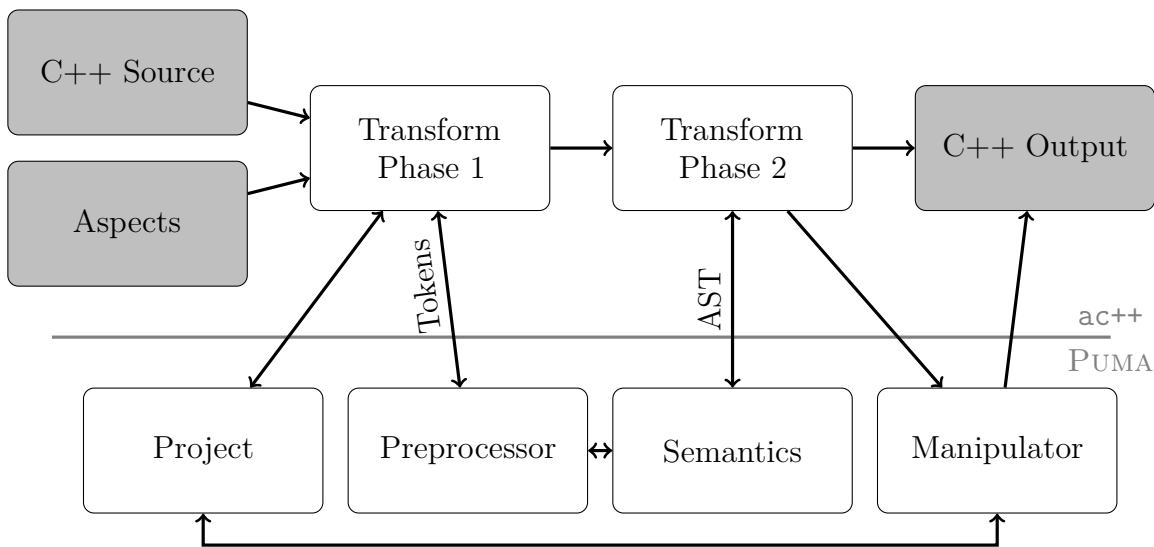 C++ Source
Transform
Phase 1
Transform
Phase 2
C++ Output
Aspects
Tokens
AST
ac++
PUMA
Project
Preprocessor
Semantics
Manipulator